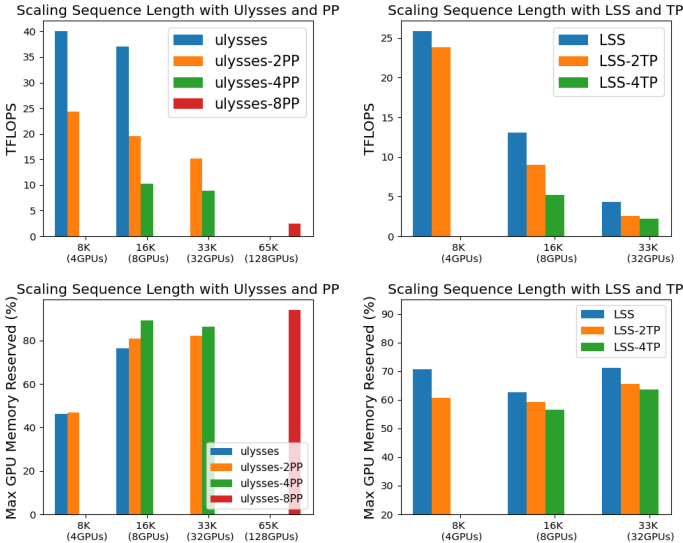 Scaling Sequence Length with Ulysses and PP
TFLOPS
40
35
30
25
20
15
10
5
0
ulysses
ulysses-2PP
ulysses-4PP
ulysses-8PP
8K
(4GPUs)
16K
(8GPUs)
33K
(32GPUs)
65K
(128GPUs)
Scaling Sequence Length with LSS and TP
TFLOPS
25
20
15
10
5
0
LSS
LSS-2TP
LSS-4TP
8K
(4GPUs)
16K
(8GPUs)
33K
(32GPUs)
Scaling Sequence Length with Ulysses and PP
Max GPU Memory Reserved (%)
80
60
40
20
0
ulysses
ulysses-2PP
ulysses-4PP
ulysses-8PP
8K
(4GPUs)
16K
(8GPUs)
33K
(32GPUs)
65K
(128GPUs)
Scaling Sequence Length with LSS and TP
Max GPU Memory Reserved (%)
90
80
70
60
50
40
30
20
LSS
LSS-2TP
LSS-4TP
8K
(4GPUs)
16K
(8GPUs)
33K
(32GPUs)